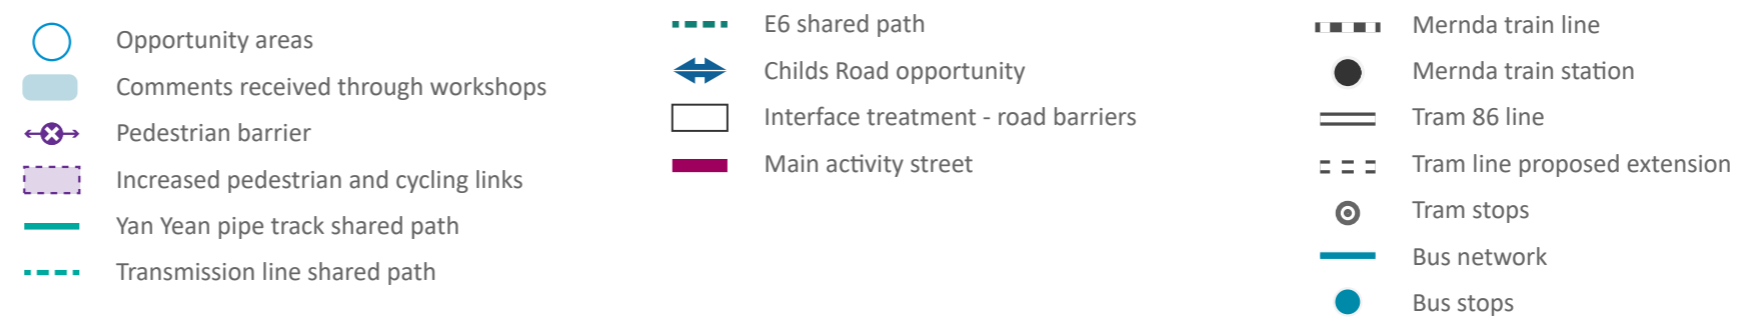 Opportunity areas
Comments received through workshops
Pedestrian barrier
Increased pedestrian and cycling links
Yan Yean pipe track shared path
Transmission line shared path
E6 shared path
Childs Road opportunity
Interface treatment - road barriers
Main activity street
Mernda train line
Mernda train station
Tram 86 line
Tram line proposed extension
Tram stops
Bus network
Bus stops